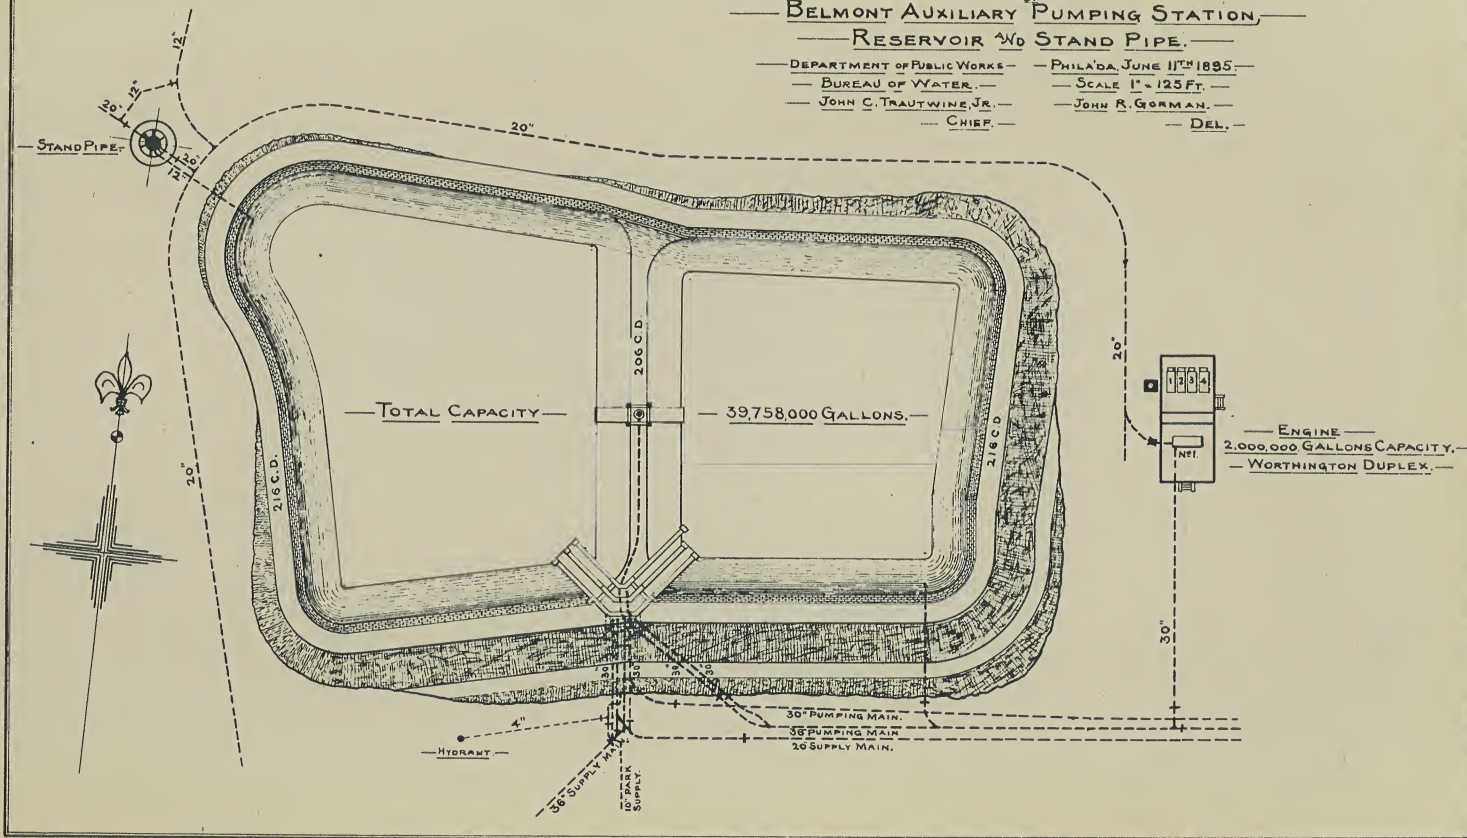 BELMONT AUXILIARY PUMPING STATION,
RESERVOIR AND STAND PIPE.
DEPARTMENT OF PUBLIC WORKS
BUREAU OF WATER.
JOHN C. TRAUTWINE, JR.
CHIEF.
PHILA'DA, JUNE 11TH 1895.
SCALE 1" = 125 FT.
JOHN R. GORMAN.
DEL.
12"
12"
20"
STAND PIPE.
20"
12"
20"
206 C.D.
TOTAL CAPACITY
39,758,000 GALLONS.
20"
1 2 3 4
No 1.
ENGINE
2,000,000 GALLONS CAPACITY.
WORTHINGTON DUPLEX.
216 C.D.
216 C.D
20"
30"
30"
30"
30"
30"
4"
HYDRANT.
30" PUMPING MAIN.
36" PUMPING MAIN
20" SUPPLY MAIN.
36" SUPPLY MAIN
10" PARK
SUPPLY.